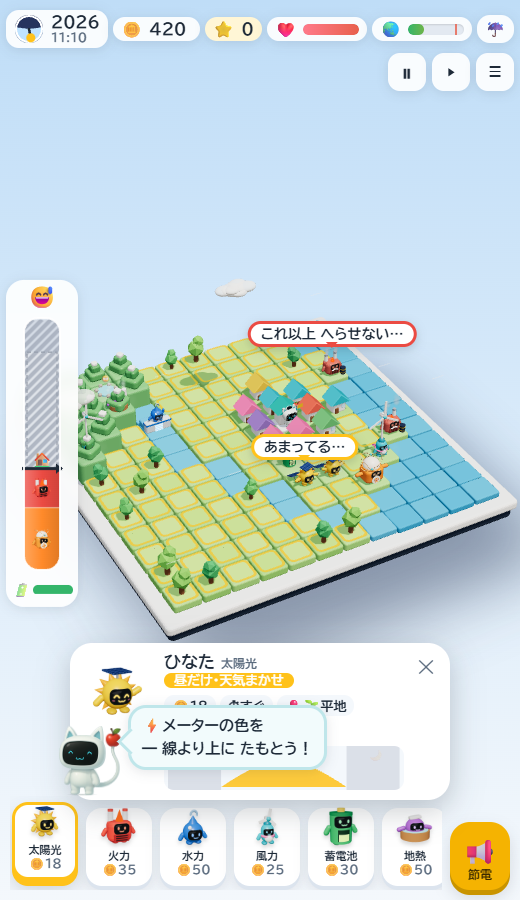 2026
11:10
420
0
これ以上 へらせない…
あまってる…
ひなた 太陽光
昼だけ・天気まかせ
平地
メーターの色を
ー 線より上に たもとう！
太陽光
18
火力
35
水力
50
風力
25
蓄電池
30
地熱
50
節電